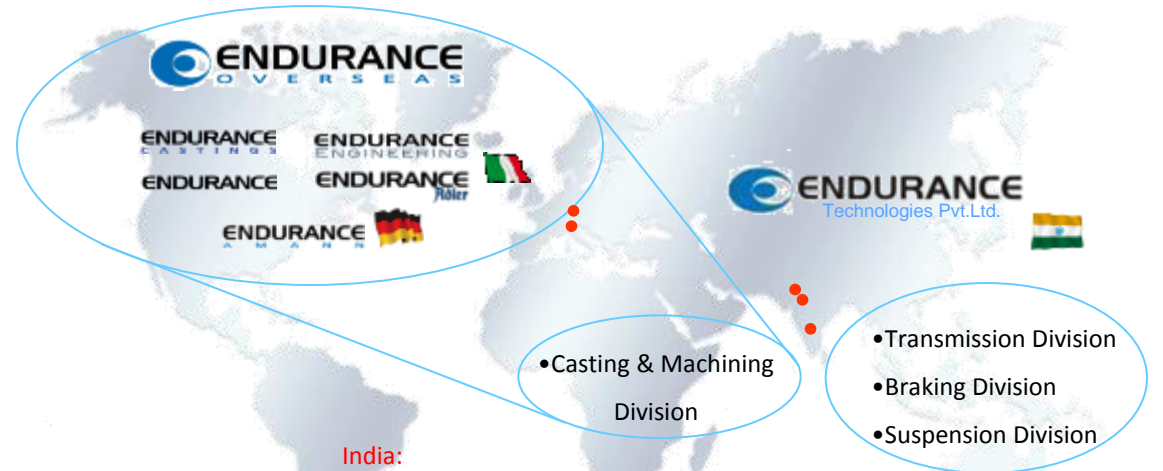 ENDURANCE
OVERSEAS
ENDURANCE
CASTINGS
ENDURANCE
ENGINEERING
ENDURANCE
ENDURANCE
Adler
ENDURANCE
AMANN
ENDURANCE
Technologies Pvt.Ltd.
•Casting & Machining
Division
•Transmission Division
•Braking Division
•Suspension Division
India: